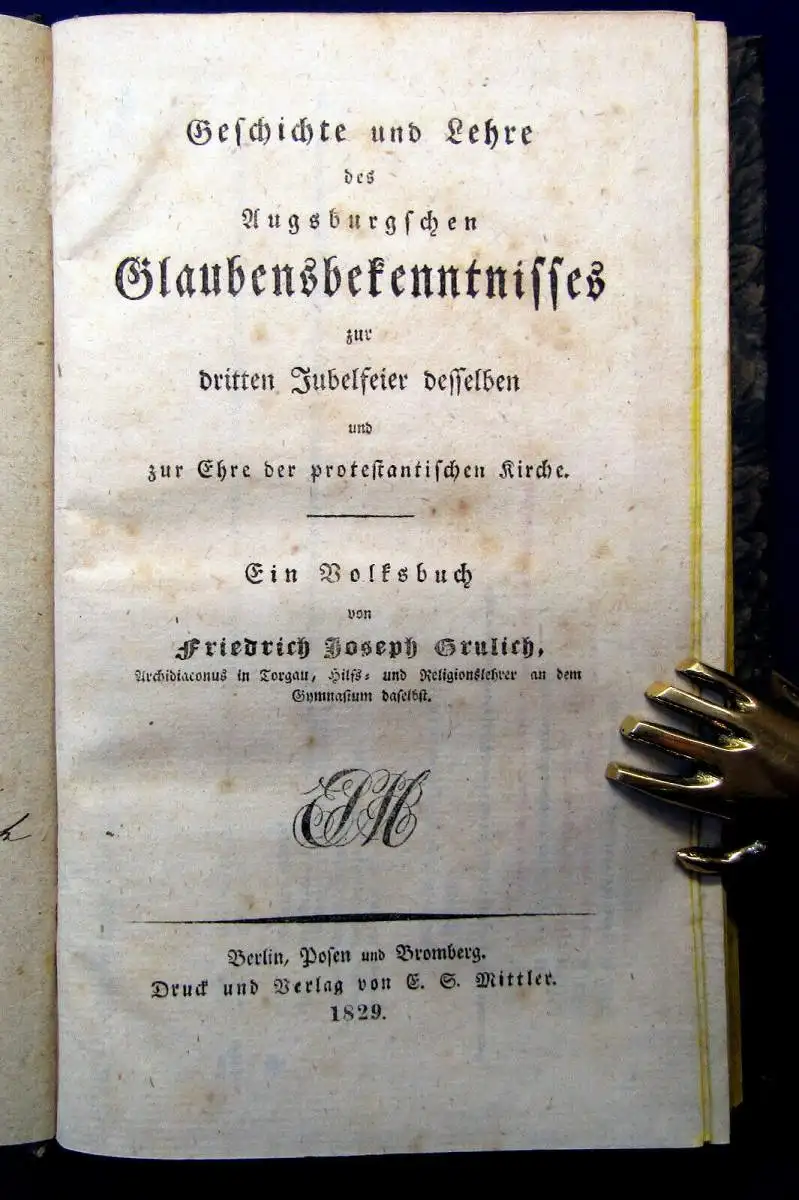 Geschichte und Lehre
des
Augsburgschen
Glaubensbekenntnisses
zur
dritten Jubelfeier desselben
und
zur Ehre der protestantischen Kirche.
Ein Volksbuch
von
Friedrich Joseph Grulich,
Archidiaconus in Torgau, Hilfs- und Religionslehrer an dem
Gymnasium daselbst.
ESM
Berlin, Posen und Bromberg.
Druck und Verlag von E. S. Mittler.
1829.